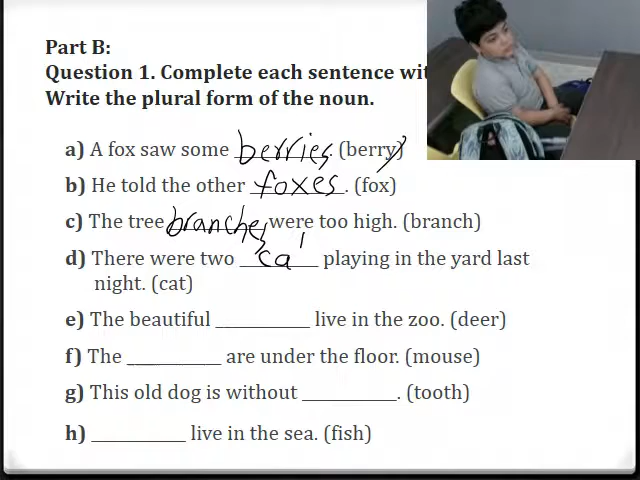 Part B:
Question 1. Complete each sentence wit
Write the plural form of the noun.
a) A fox saw some berries. (berry)
b) He told the other foxes. (fox)
c) The tree branches were too high. (branch)
d) There were two ca playing in the yard last
night. (cat)
e) The beautiful __________ live in the zoo. (deer)
f) The __________ are under the floor. (mouse)
g) This old dog is without __________. (tooth)
h) __________ live in the sea. (fish)